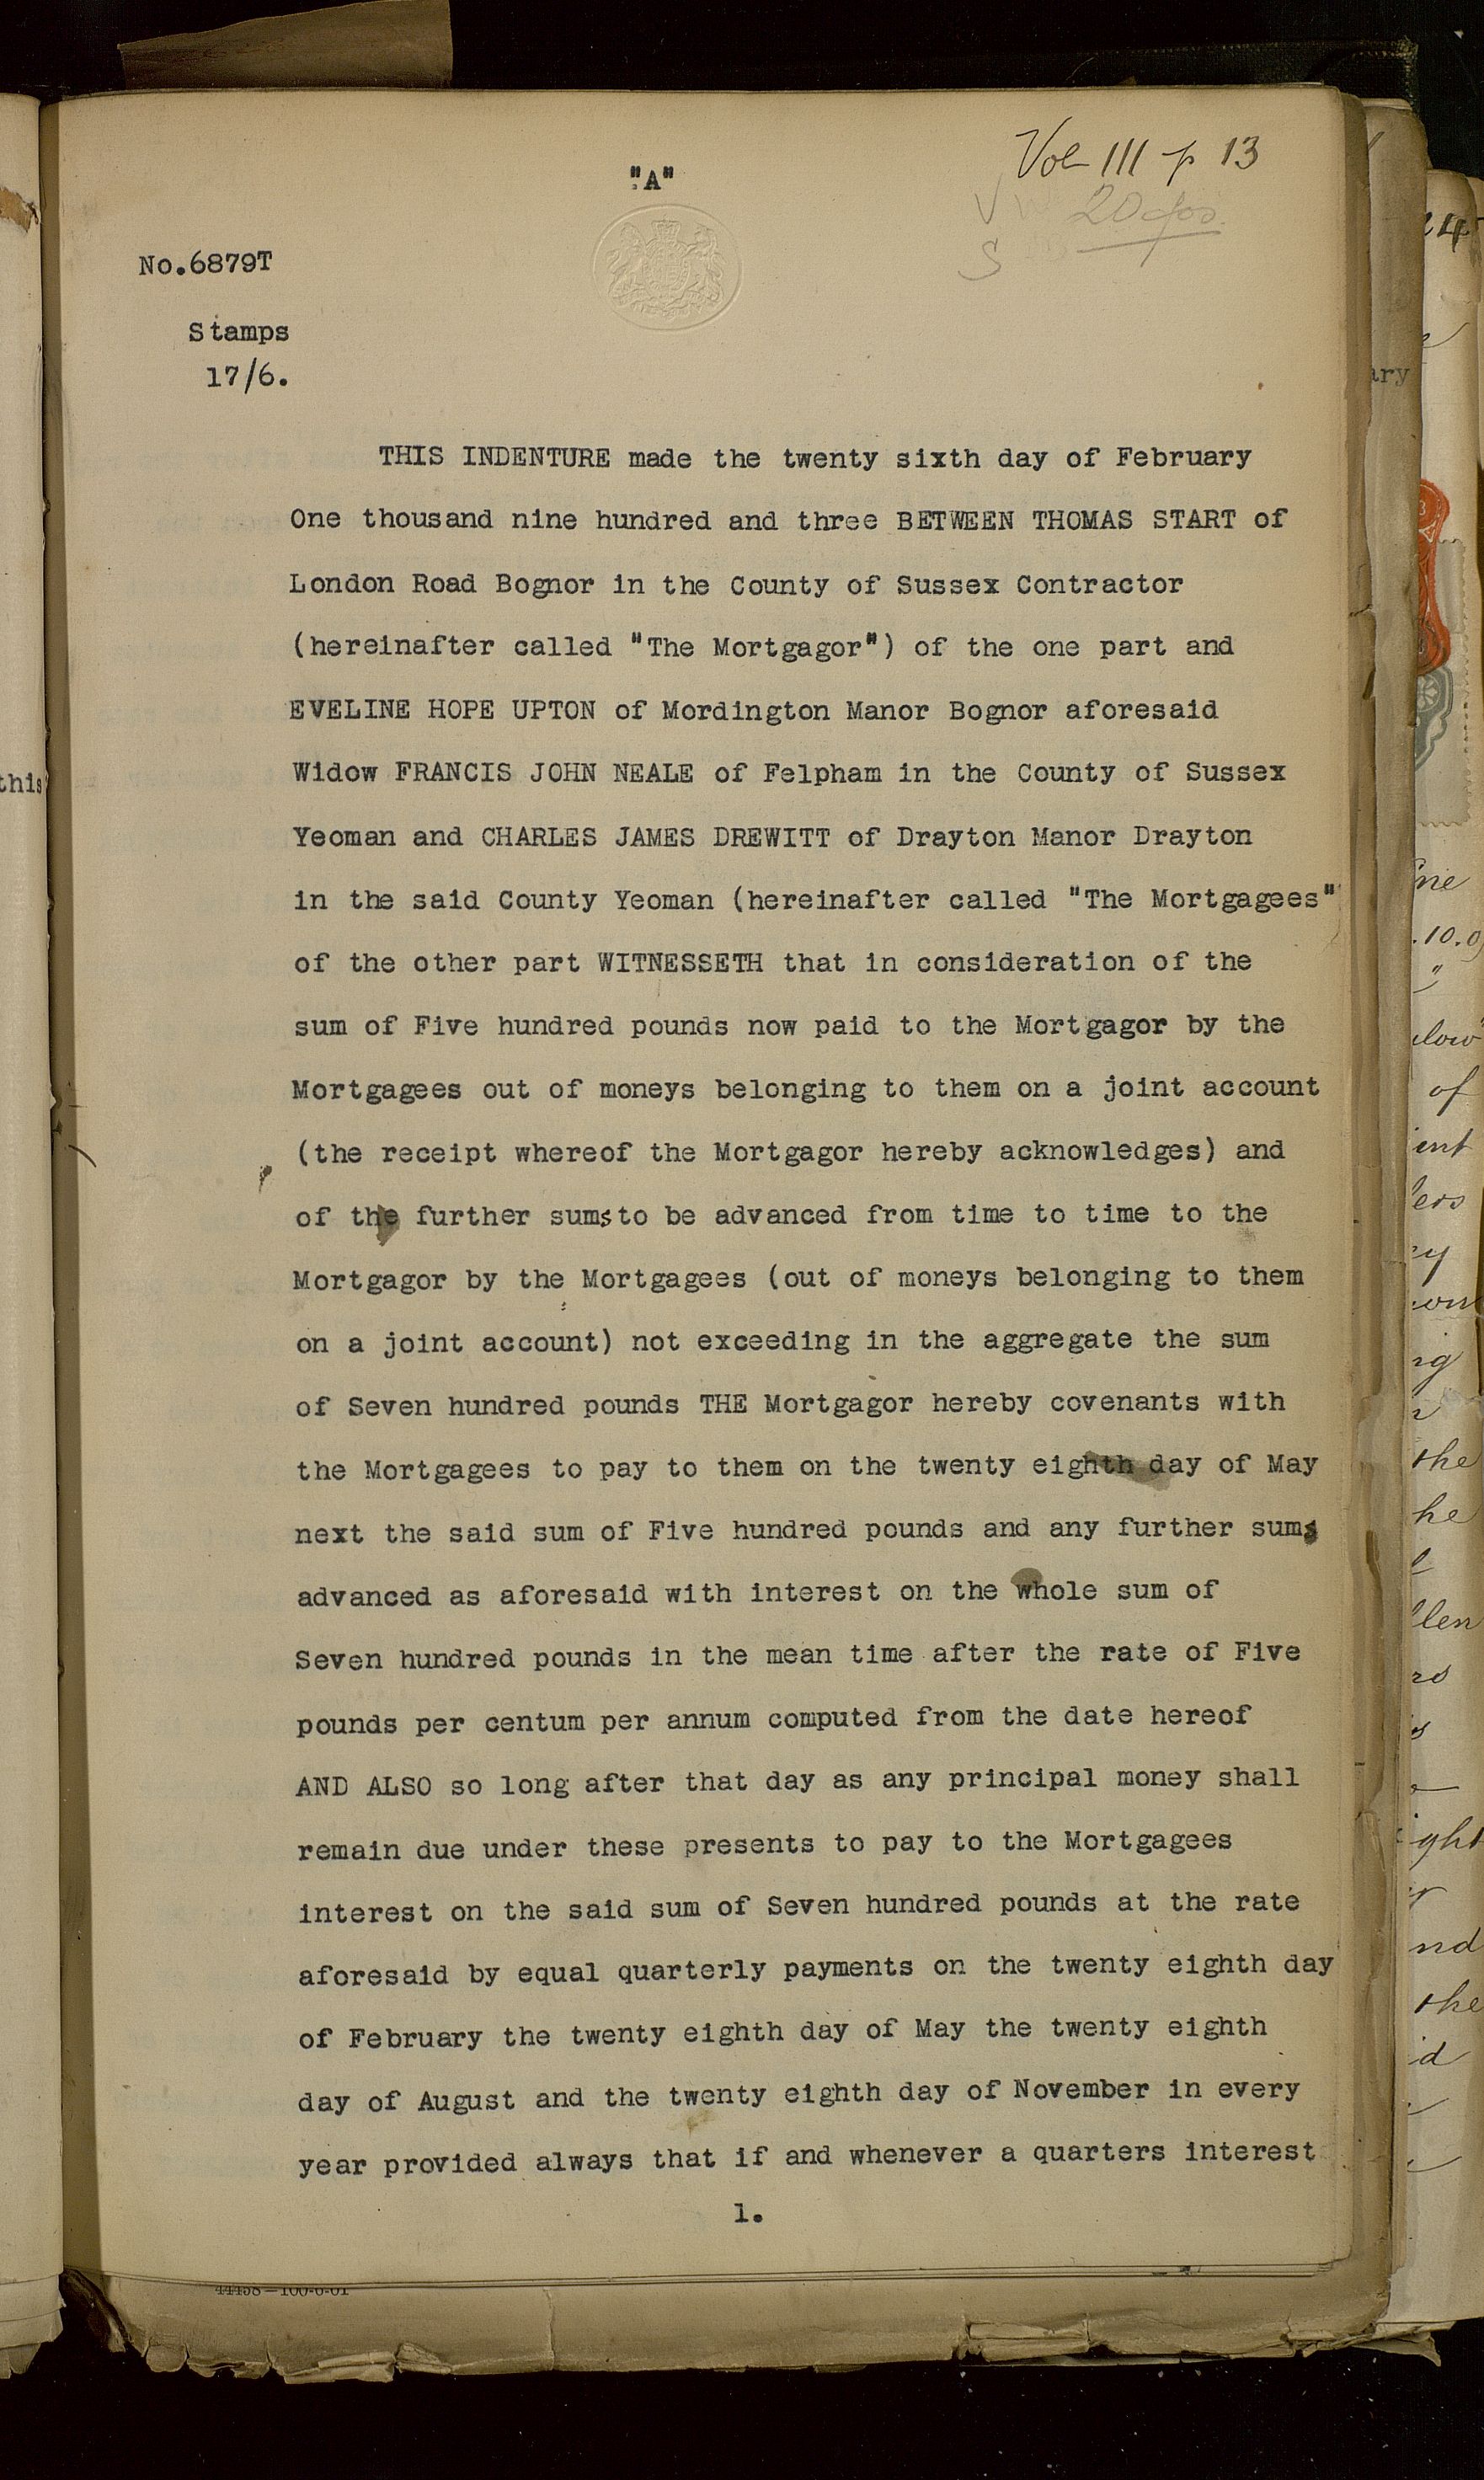 Vol III p 13
"A"
No.6879T
Stamps
17/6.
THIS INDENTURE made the twenty sixth day of February
One thousand nine hundred and three BETWEEN THOMAS START of
London Road Bognor in the County of Sussex Contractor
(hereinafter called "The Mortgagor") of the one part and
EVELINE HOPE UPTON of Mordington Manor Bognor aforesaid
Widow FRANCIS JOHN NEALE of Felpham in the County of Sussex
Yeoman and CHARLES JAMES DREWITT of Drayton Manor Drayton
in the said County Yeoman (hereinafter called "The Mortgagees"
of the other part WITNESSETH that in consideration of the
sum of Five hundred pounds now paid to the Mortgagor by the
Mortgagees out of moneys belonging to them on a joint account
(the receipt whereof the Mortgagor hereby acknowledges) and
of the further sums to be advanced from time to time to the
Mortgagor by the Mortgagees (out of moneys belonging to them
on a joint account) not exceeding in the aggregate the sum
of Seven hundred pounds THE Mortgagor hereby covenants with
the Mortgagees to pay to them on the twenty eighth day of May
next the said sum of Five hundred pounds and any further sums
advanced as aforesaid with interest on the whole sum of
Seven hundred pounds in the mean time after the rate of Five
pounds per centum per annum computed from the date hereof
AND ALSO so long after that day as any principal money shall
remain due under these presents to pay to the Mortgagees
interest on the said sum of Seven hundred pounds at the rate
aforesaid by equal quarterly payments on the twenty eighth day
of February the twenty eighth day of May the twenty eighth
day of August and the twenty eighth day of November in every
year provided always that if and whenever a quarters interest
1.
this